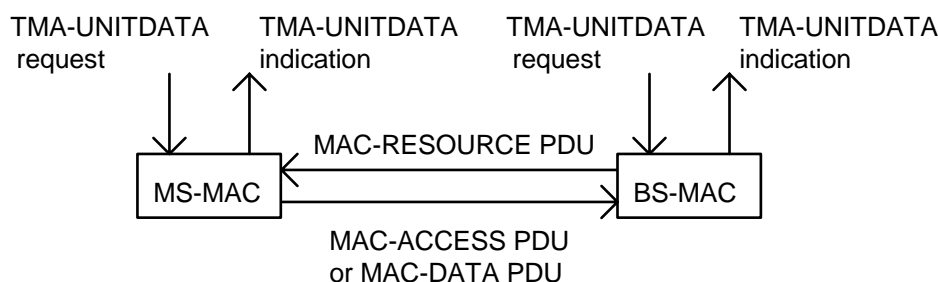 TMA-UNITDATA
request
TMA-UNITDATA
indication
TMA-UNITDATA
request
TMA-UNITDATA
indication
MAC-RESOURCE PDU
MS-MAC
BS-MAC
MAC-ACCESS PDU
or MAC-DATA PDU